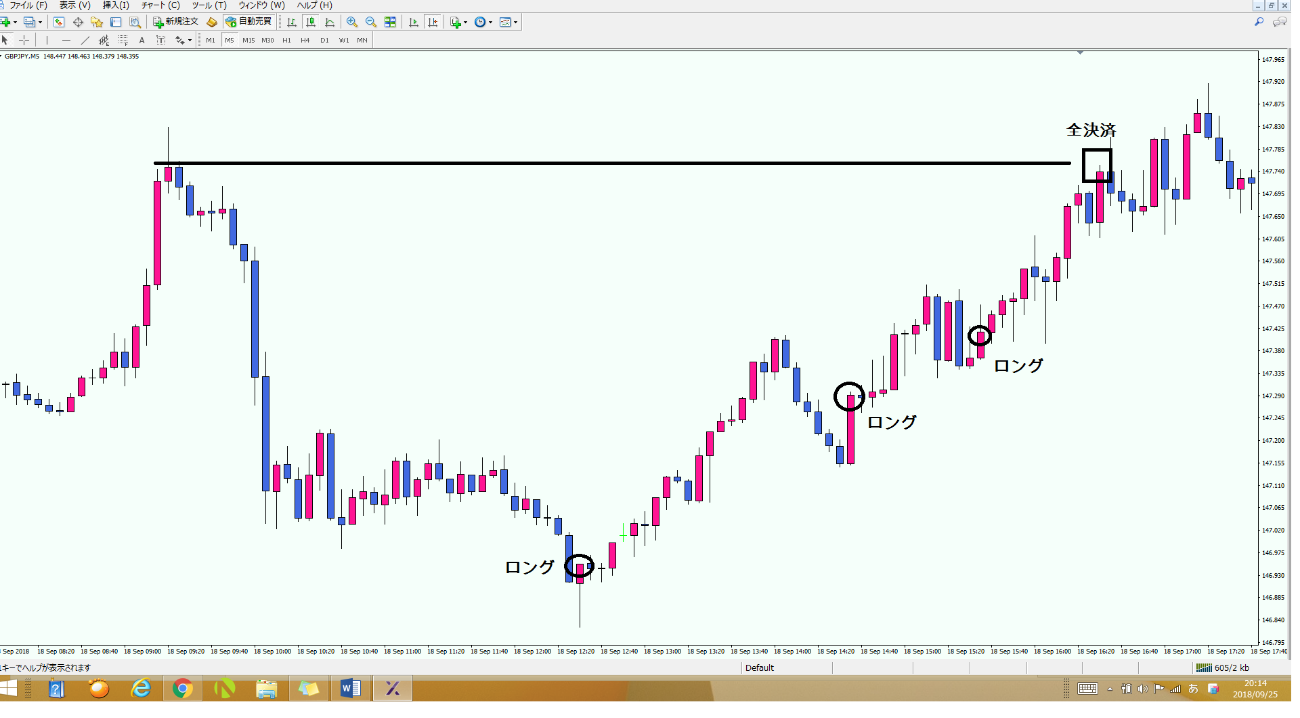 ファイル (F) 表示 (V) 挿入(I) チャート (C) ツール (T) ウィンドウ (W) ヘルプ (H)
新規注文 自動売買
A T M1 M5 M15 M30 H1 H4 D1 W1 MN
GBPJPY,M5 148.447 148.463 148.379 148.395
147.965
147.920
147.875
全決済
147.830
147.785
147.740
147.695
147.650
147.605
147.560
147.515
147.470
147.425
147.380
ロング
147.335
147.290
ロング
147.245
147.200
147.155
147.110
147.065
147.020
146.975
ロング
146.930
146.885
146.840
146.795
Sep 2018 18 Sep 08:20 18 Sep 08:40 18 Sep 09:00 18 Sep 09:20 18 Sep 09:40 18 Sep 10:00 18 Sep 10:20 18 Sep 10:40 18 Sep 11:00 18 Sep 11:20 18 Sep 11:40 18 Sep 12:00 18 Sep 12:20 18 Sep 12:40 18 Sep 13:00 18 Sep 13:20 18 Sep 13:40 18 Sep 14:00 18 Sep 14:20 18 Sep 14:40 18 Sep 15:00 18 Sep 15:20 18 Sep 15:40 18 Sep 16:00 18 Sep 16:20 18 Sep 16:40 18 Sep 17:00 18 Sep 17:20 18 Sep 17:40
キーでヘルプが表示されます Default 605/2 kb
あ 20:14
2018/09/25